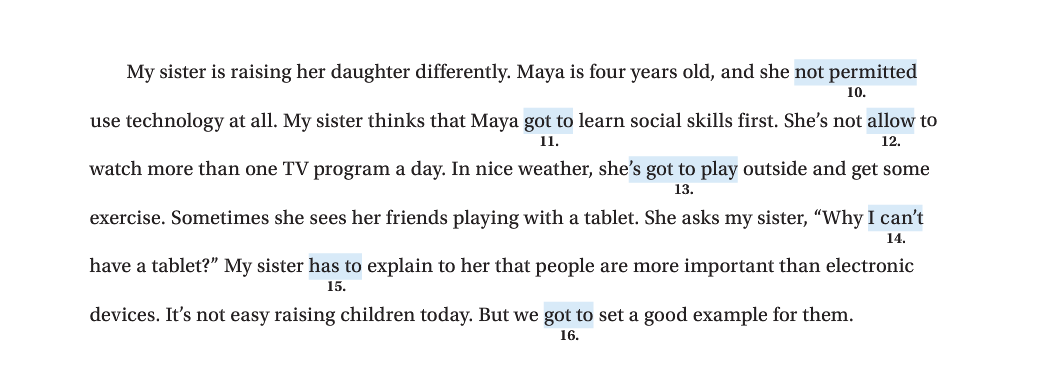 My sister is raising her daughter differently. Maya is four years old, and she not permitted
10.
use technology at all. My sister thinks that Maya got to learn social skills first. She’s not allow to
11. 12.
watch more than one TV program a day. In nice weather, she’s got to play outside and get some
13.
exercise. Sometimes she sees her friends playing with a tablet. She asks my sister, “Why I can’t
14.
have a tablet?” My sister has to explain to her that people are more important than electronic
15.
devices. It’s not easy raising children today. But we got to set a good example for them.
16.